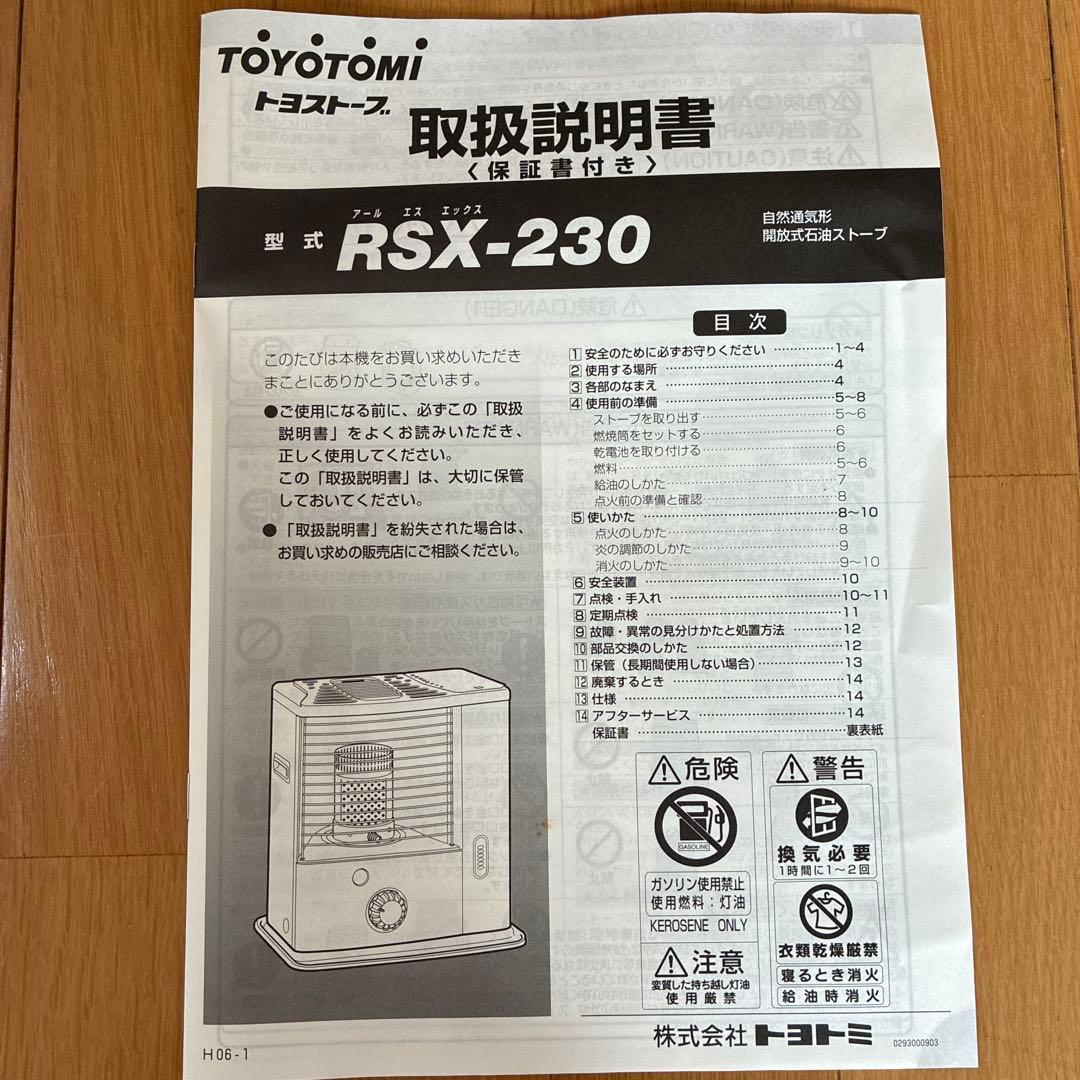 TOYOTOMI
トヨストーブ
取扱説明書
〈保証書付き〉
アール エス エックス
型式 RSX-230
自然通気形
開放式石油ストーブ
このたびは本機をお買い求めいただき
まことにありがとうございます。
●ご使用になる前に、必ずこの「取扱
説明書」をよくお読みいただき、
正しく使用してください。
この「取扱説明書」は、大切に保管
しておいてください。
●「取扱説明書」を紛失された場合は、
お買い求めの販売店にご相談ください。
目次
1 安全のために必ずお守りください ……………1～4
2 使用する場所 ……………4
3 各部のなまえ ……………4
4 使用前の準備 ……………5～8
ストーブを取り出す……………5～6
燃焼筒をセットする……………6
乾電池を取り付ける……………6
燃料……………5～6
給油のしかた……………7
点火前の準備と確認……………8
5 使いかた ……………8～10
点火のしかた……………8
炎の調節のしかた……………9
消火のしかた……………9～10
6 安全装置 ……………10
7 点検・手入れ ……………10～11
8 定期点検 ……………11
9 故障・異常の見分けかたと処置方法 ……………12
10 部品交換のしかた ……………12
11 保管（長期間使用しない場合）……………13
12 廃棄するとき ……………14
13 仕様 ……………14
14 アフターサービス ……………14
保証書 ……………裏表紙
危険
GASOLINE
ガソリン使用禁止
使用燃料：灯油
KEROSENE ONLY
注意
変質した持ち越し灯油
使用厳禁
警告
換気必要
1時間に1～2回
衣類乾燥厳禁
寝るとき消火
給油時消火
株式会社 トヨトミ
H06-1
0293000903